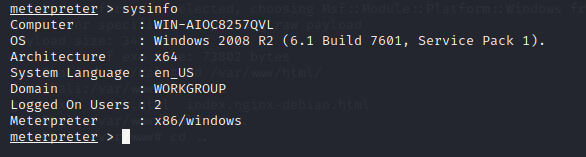 meterpreter > sysinfo
Computer        : WIN-AIOC8257QVL
OS              : Windows 2008 R2 (6.1 Build 7601, Service Pack 1).
Architecture    : x64
System Language : en_US
Domain          : WORKGROUP
Logged On Users : 2
Meterpreter     : x86/windows
meterpreter >